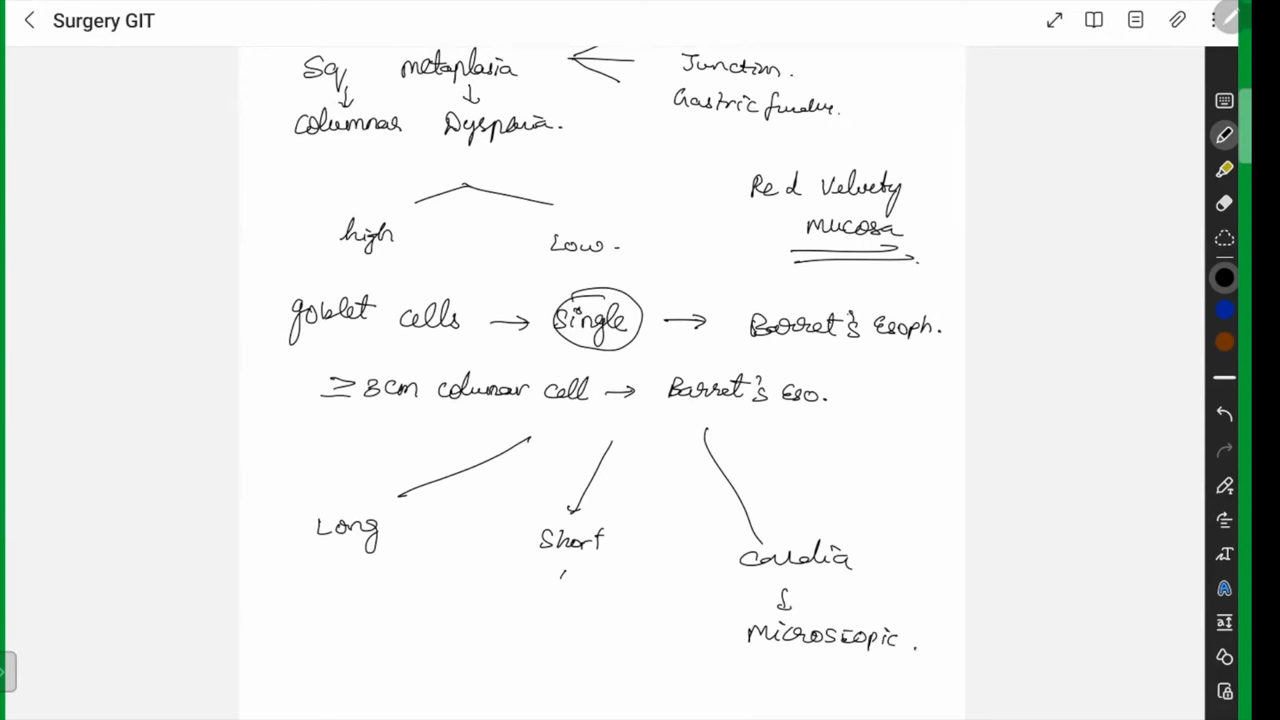 Surgery GIT
Sq metaplasia Junction.
Gastric fundus.
Columnar Dysplasia.
Red Velvety
mucosa
high Low -
goblet cells → single → Barret's Esoph.
≥ 3cm columnar cell → Barret's Eso.
Long Short Cardia
Microscopic.